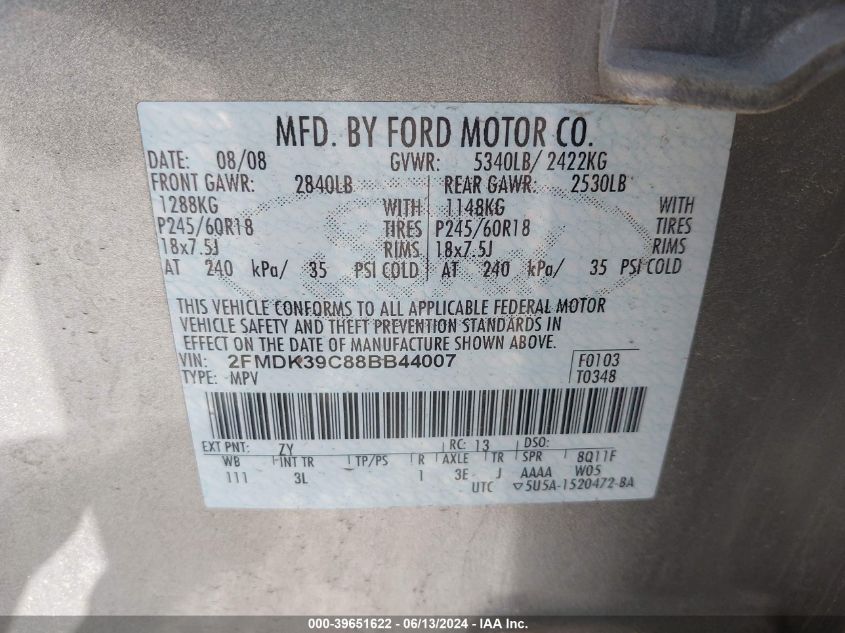 MFD. BY FORD MOTOR CO.
DATE: 08/08 GVWR: 5340LB/ 2422KG
FRONT GAWR: 2840LB REAR GAWR: 2530LB
1288KG WITH 1148KG WITH
P245/60R18 TIRES P245/60R18 TIRES
18x7.5J RIMS 18x7.5J RIMS
AT 240 kPa/ 35 PSI COLD AT 240 kPa/ 35 PSI COLD
THIS VEHICLE CONFORMS TO ALL APPLICABLE FEDERAL MOTOR
VEHICLE SAFETY AND THEFT PREVENTION STANDARDS IN
EFFECT ON THE DATE OF MANUFACTURE SHOWN ABOVE.
VIN: 2FMDK39C88BB44007 F0103
TYPE: MPV T0348
EXT PNT: ZY RC: 13 DSO:
WB INT TR TP/PS R AXLE TR SPR 8Q11F
111 3L 1 3E J AAAA W05
UTC ▽5U5A-1520472-BA
000-39651622 - 06/13/2024 - IAA Inc.